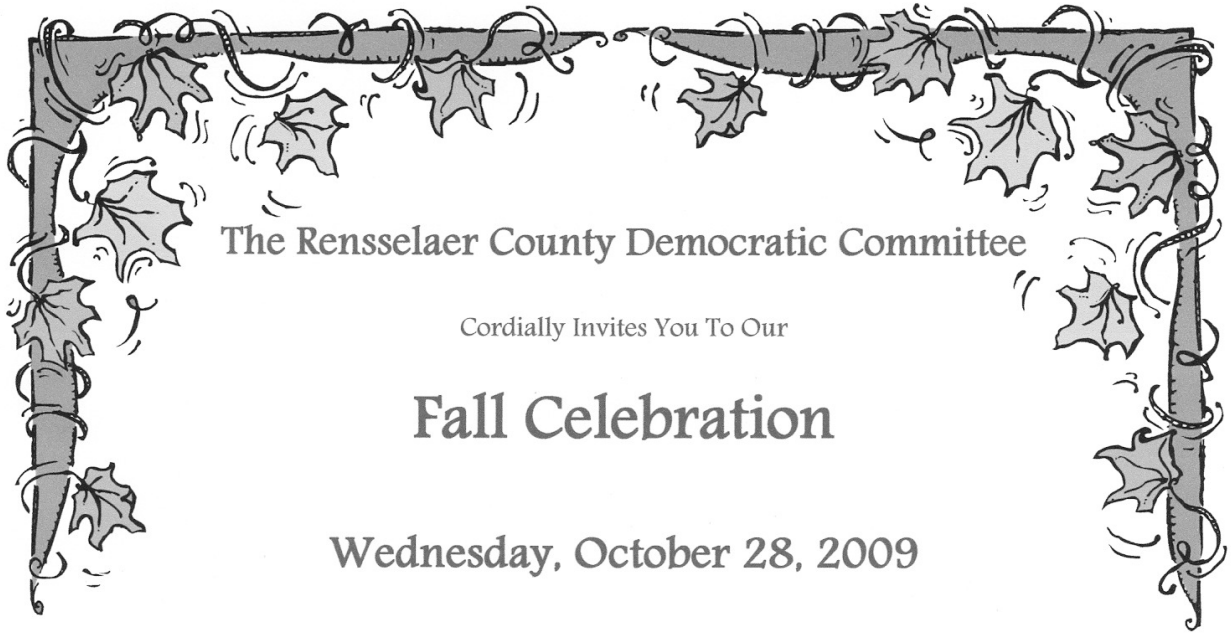 The Rensselaer County Democratic Committee
Cordially Invites You To Our
Fall Celebration
Wednesday, October 28, 2009